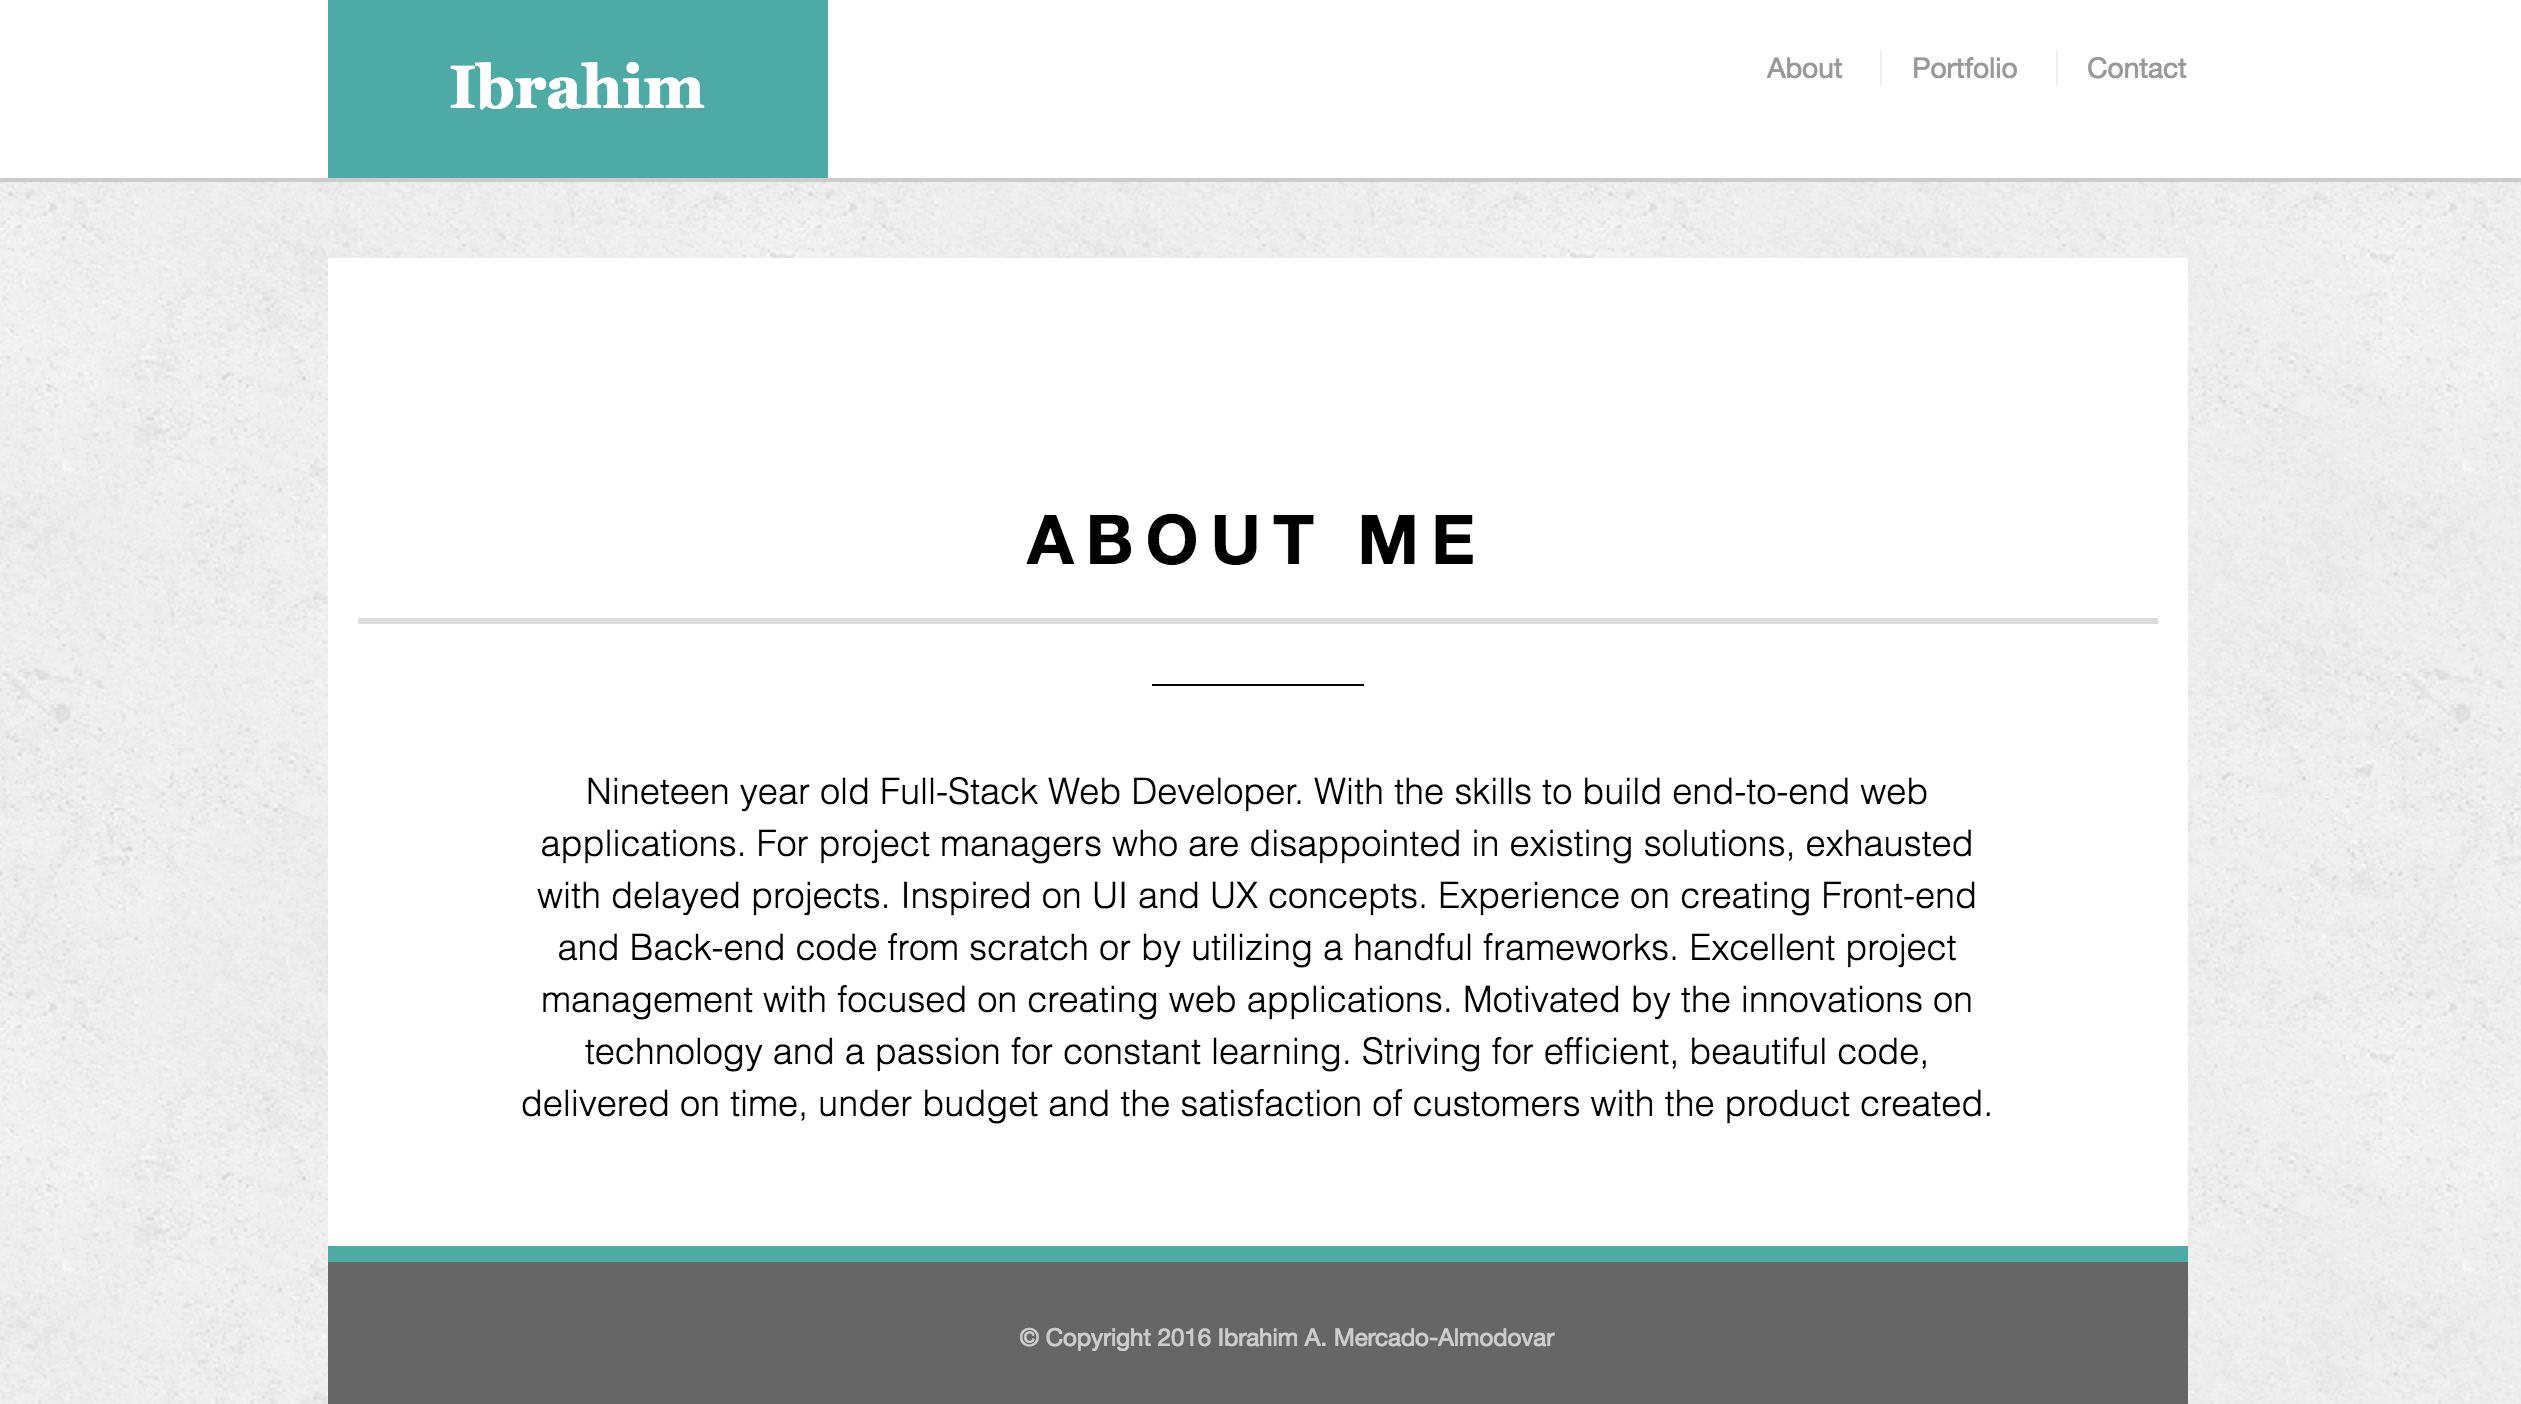 Ibrahim
About
Portfolio
Contact
ABOUT ME
Nineteen year old Full-Stack Web Developer. With the skills to build end-to-end web
applications. For project managers who are disappointed in existing solutions, exhausted
with delayed projects. Inspired on UI and UX concepts. Experience on creating Front-end
and Back-end code from scratch or by utilizing a handful frameworks. Excellent project
management with focused on creating web applications. Motivated by the innovations on
technology and a passion for constant learning. Striving for efficient, beautiful code,
delivered on time, under budget and the satisfaction of customers with the product created.
© Copyright 2016 Ibrahim A. Mercado-Almodovar